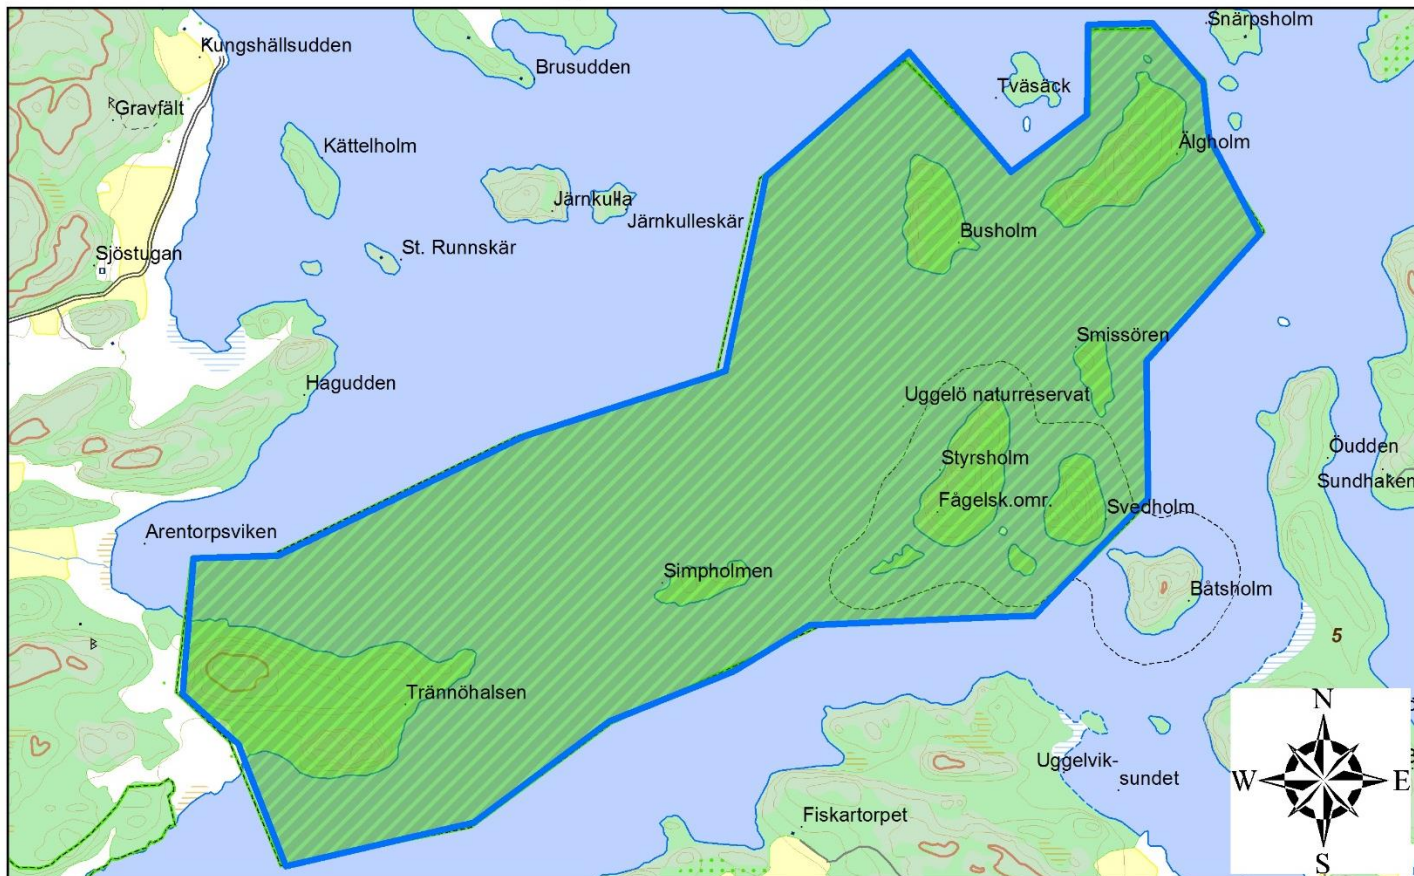 Snärpsholm
Kungshällsudden
Brusudden
Tväsäck
R
Gravfält
Kättelholm
Älgholm
Järnkulla
Järnkulleskär
Busholm
Sjöstugan
St. Runnskär
Smissören
Hagudden
Uggelö naturreservat
Öudden
Styrsholm
Sundhaken
Fågelsk.omr.
Svedholm
Arentorpsviken
Simpholmen
Båtsholm
5
Trännöhalsen
N
Uggelvik-
sundet
W
E
Fiskartorpet
S